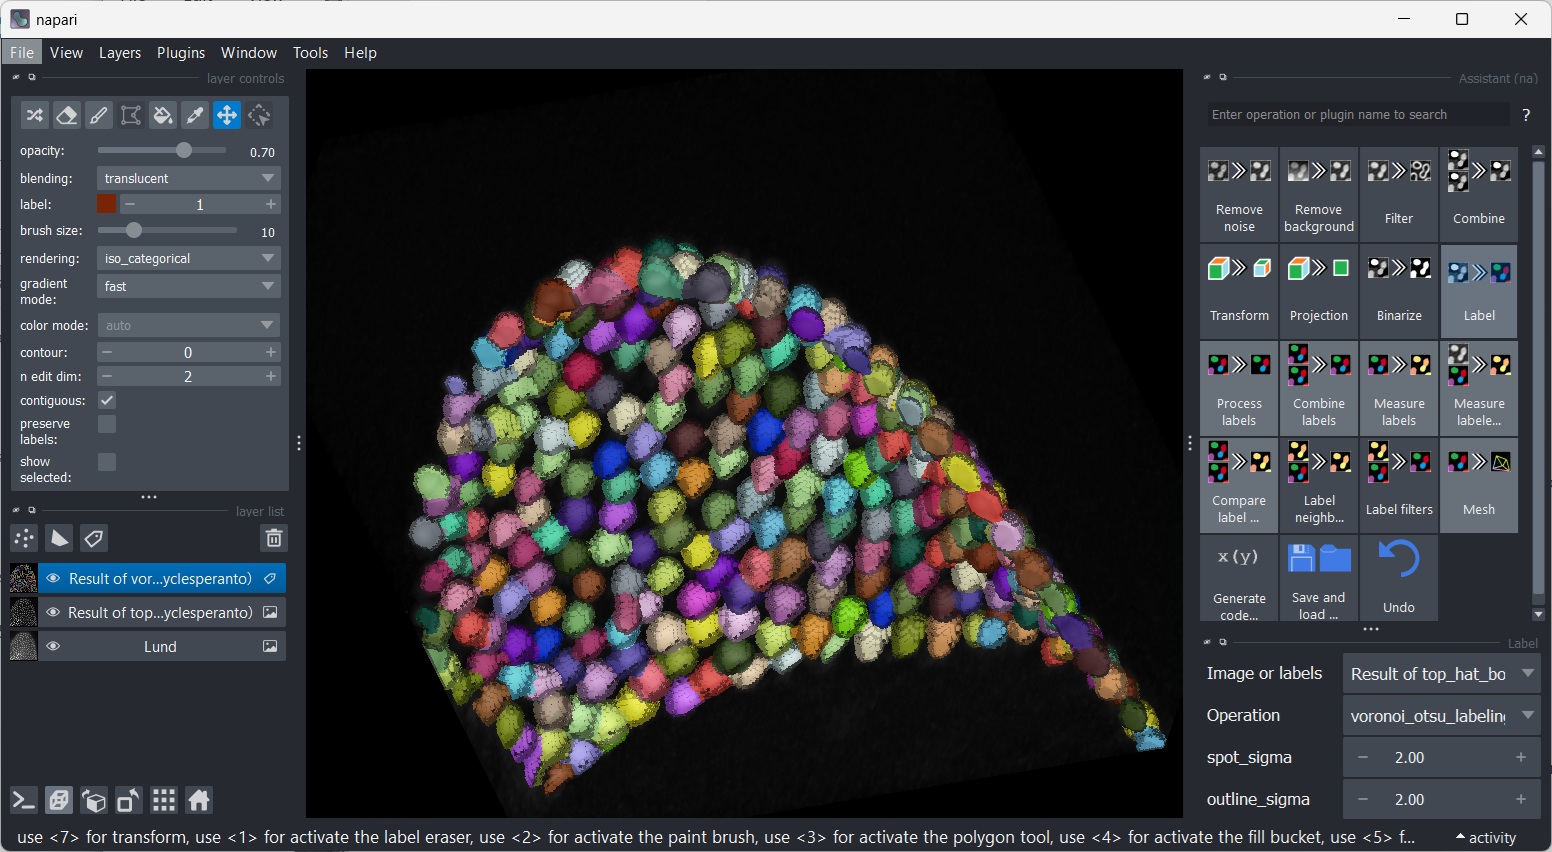 napari
File View Layers Plugins Window Tools Help
layer controls
opacity: 0.70
blending: translucent
label: 1
brush size: 10
rendering: iso_categorical
gradient mode: fast
color mode: auto
contour: 0
n edit dim: 2
contiguous:
preserve labels:
show selected:
layer list
Result of vor...yclesperanto)
Result of top...yclesperanto)
Lund
Assistant (na)
Enter operation or plugin name to search ?
Remove noise
Remove background
Filter
Combine
Transform
Projection
Binarize
Label
Process labels
Combine labels
Measure labels
Measure labele...
Compare label ...
Label neighb...
Label filters
Mesh
x(y)
Generate code...
Save and load ...
Undo
Label
Image or labels Result of top_hat_bo
Operation voronoi_otsu_labeling
spot_sigma 2.00
outline_sigma 2.00
use <7> for transform, use <1> for activate the label eraser, use <2> for activate the paint brush, use <3> for activate the polygon tool, use <4> for activate the fill bucket, use <5> f...
activity